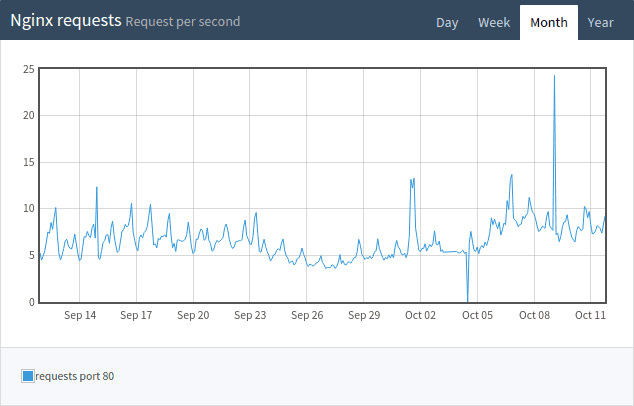 Nginx requests Request per second
Day Week Month Year
25
20
15
10
5
0
Sep 14 Sep 17 Sep 20 Sep 23 Sep 26 Sep 29 Oct 02 Oct 05 Oct 08 Oct 11
requests port 80